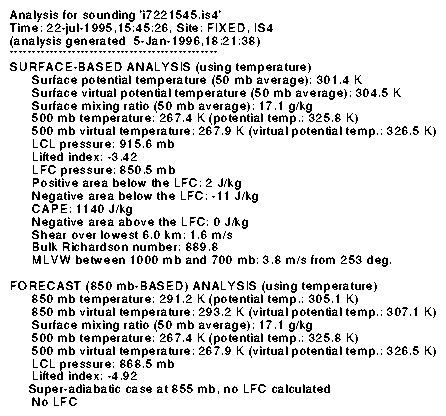 Analysis for sounding 'i7221545.is4'
Time: 22-jul-1995,15:45:26, Site: FIXED, IS4
(analysis generated 5-Jan-1996,18:21:38)
----------------------------------------
SURFACE-BASED ANALYSIS (using temperature)
Surface potential temperature (50 mb average): 301.4 K
Surface virtual potential temperature (50 mb average): 304.5 K
Surface mixing ratio (50 mb average): 17.1 g/kg
500 mb temperature: 267.4 K (potential temp.: 325.8 K)
500 mb virtual temperature: 267.9 K (virtual potential temp.: 326.5 K)
LCL pressure: 915.6 mb
Lifted index: -3.42
LFC pressure: 850.5 mb
Positive area below the LFC: 2 J/kg
Negative area below the LFC: -11 J/kg
CAPE: 1140 J/kg
Negative area above the LFC: 0 J/kg
Shear over lowest 6.0 km: 1.6 m/s
Bulk Richardson number: 889.8
MLVW between 1000 mb and 700 mb: 3.8 m/s from 253 deg.
FORECAST (850 mb-BASED) ANALYSIS (using temperature)
850 mb temperature: 291.2 K (potential temp.: 305.1 K)
850 mb virtual temperature: 293.2 K (virtual potential temp.: 307.1 K)
Surface mixing ratio (50 mb average): 17.1 g/kg
500 mb temperature: 267.4 K (potential temp.: 325.8 K)
500 mb virtual temperature: 267.9 K (virtual potential temp.: 326.5 K)
LCL pressure: 868.5 mb
Lifted index: -4.92
Super-adiabatic case at 855 mb, no LFC calculated
No LFC